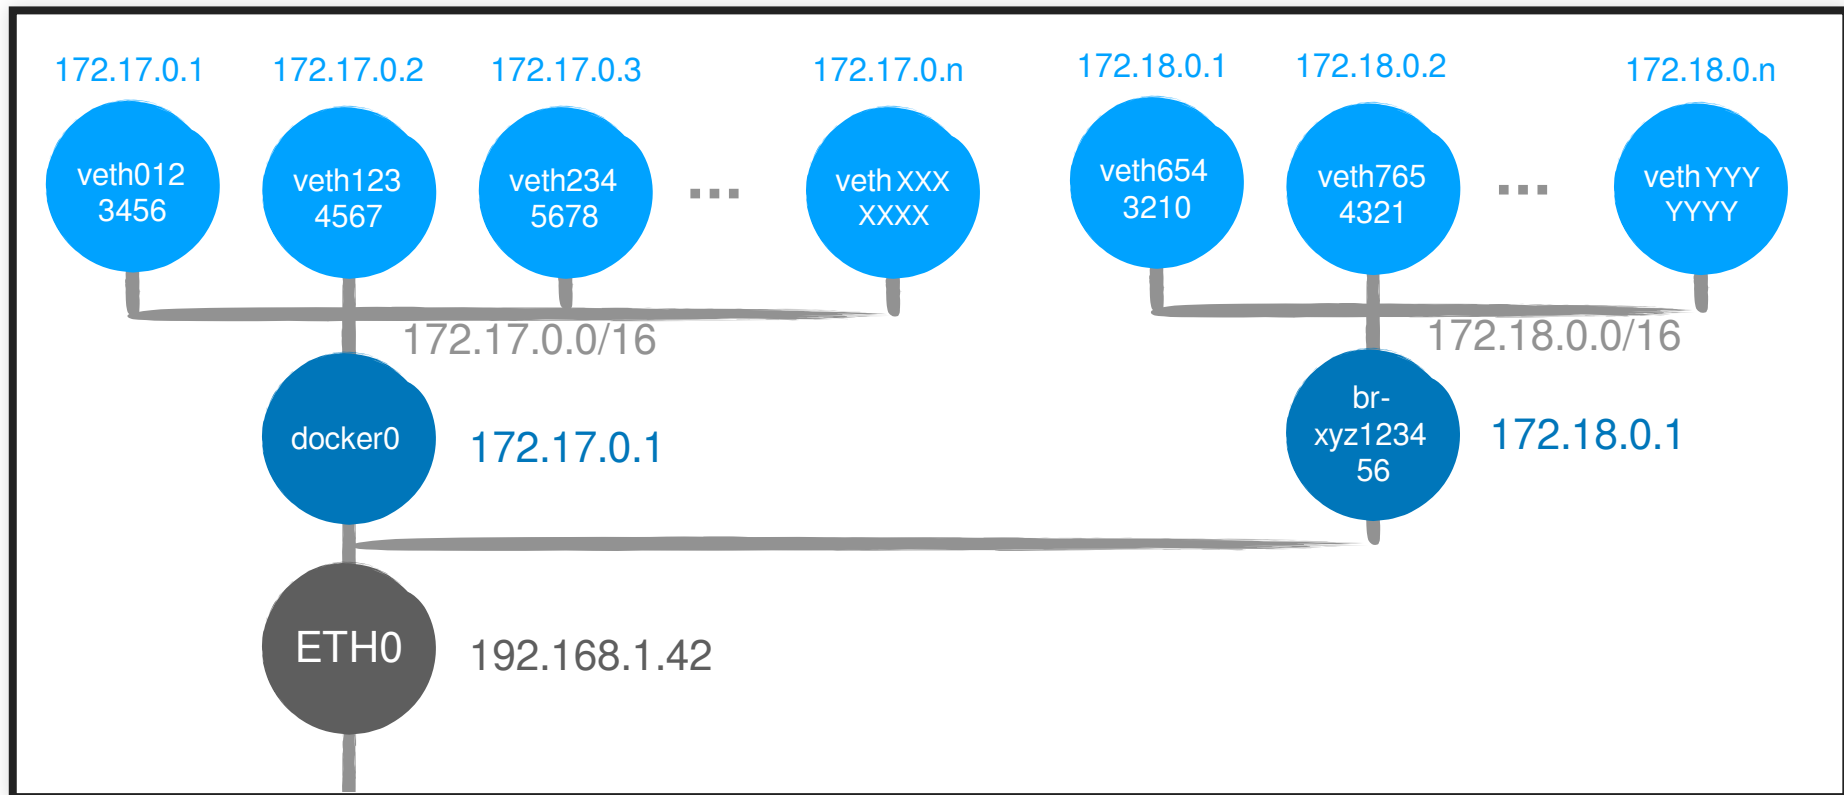 172.17.0.1
172.17.0.2
172.17.0.3
172.17.0.n
172.18.0.1
172.18.0.2
172.18.0.n
veth012
3456
veth123
4567
veth234
5678
...
veth XXX
XXXX
veth654
3210
veth765
4321
...
veth YYY
YYYY
172.17.0.0/16
172.18.0.0/16
docker0
172.17.0.1
br-
xyz1234
56
172.18.0.1
ETH0
192.168.1.42